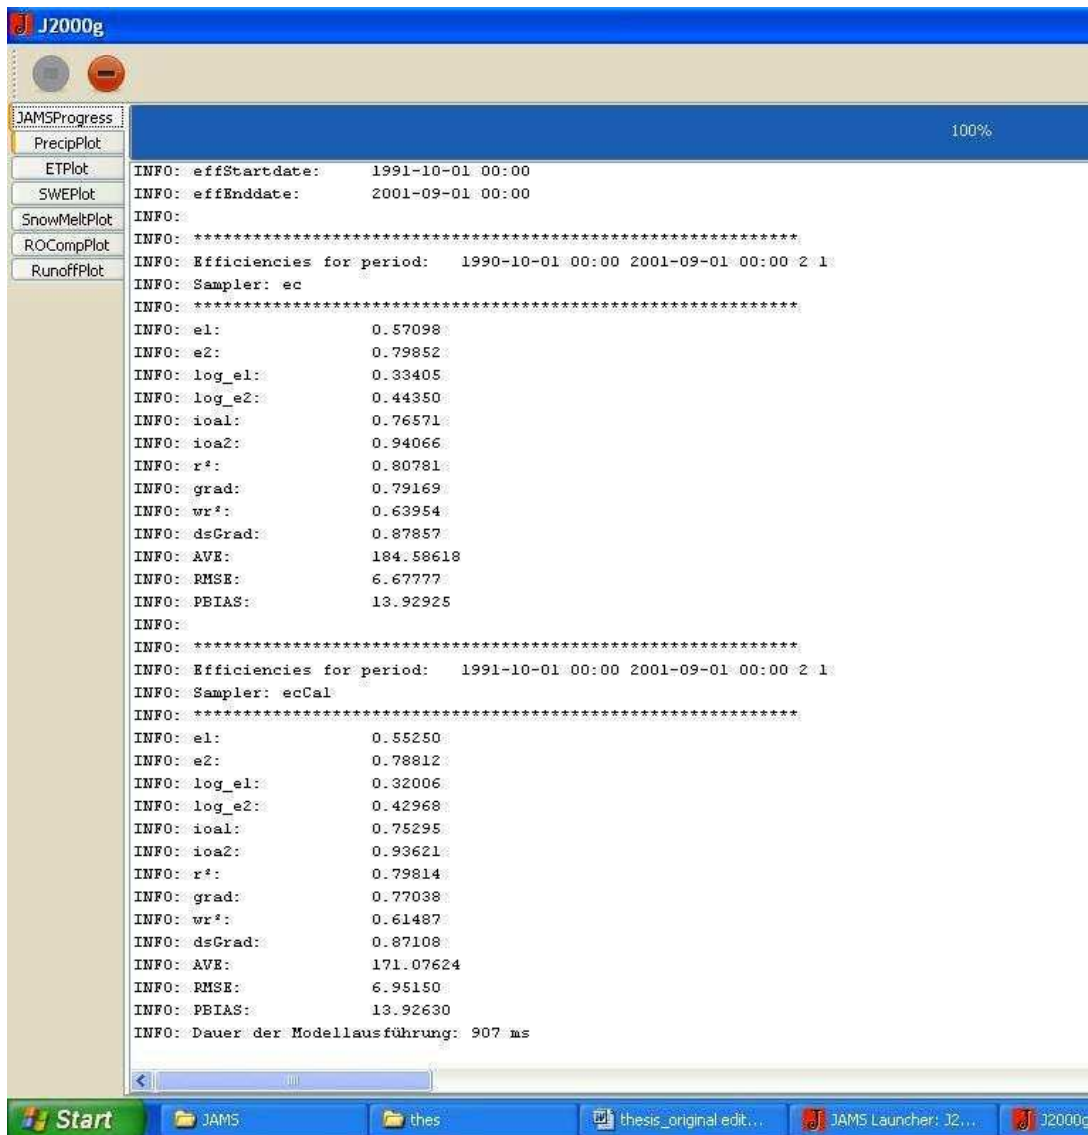 J2000g
JAMSProgress
PrecipPlot
ETPlot
SWEPlot
SnowMeltPlot
ROCompPlot
RunoffPlot
100%
INFO: effStartdate: 1991-10-01 00:00
INFO: effEnddate: 2001-09-01 00:00
INFO:
INFO: *************************************************************
INFO: Efficiencies for period: 1990-10-01 00:00 2001-09-01 00:00 2 1
INFO: Sampler: ec
INFO: *************************************************************
INFO: e1: 0.57098
INFO: e2: 0.79852
INFO: log_e1: 0.33405
INFO: log_e2: 0.44350
INFO: ioa1: 0.76571
INFO: ioa2: 0.94066
INFO: r²: 0.80781
INFO: grad: 0.79169
INFO: wr²: 0.63954
INFO: dsGrad: 0.87857
INFO: AVE: 184.58618
INFO: RMSE: 6.67777
INFO: PBIAS: 13.92925
INFO:
INFO: *************************************************************
INFO: Efficiencies for period: 1991-10-01 00:00 2001-09-01 00:00 2 1
INFO: Sampler: ecCal
INFO: *************************************************************
INFO: e1: 0.55250
INFO: e2: 0.78812
INFO: log_e1: 0.32006
INFO: log_e2: 0.42968
INFO: ioa1: 0.75295
INFO: ioa2: 0.93621
INFO: r²: 0.79814
INFO: grad: 0.77038
INFO: wr²: 0.61487
INFO: dsGrad: 0.87108
INFO: AVE: 171.07624
INFO: RMSE: 6.95150
INFO: PBIAS: 13.92630
INFO: Dauer der Modellausführung: 907 ms
Start
JAMS
thes
thesis_original edit...
JAMS Launcher: J2...
J2000g